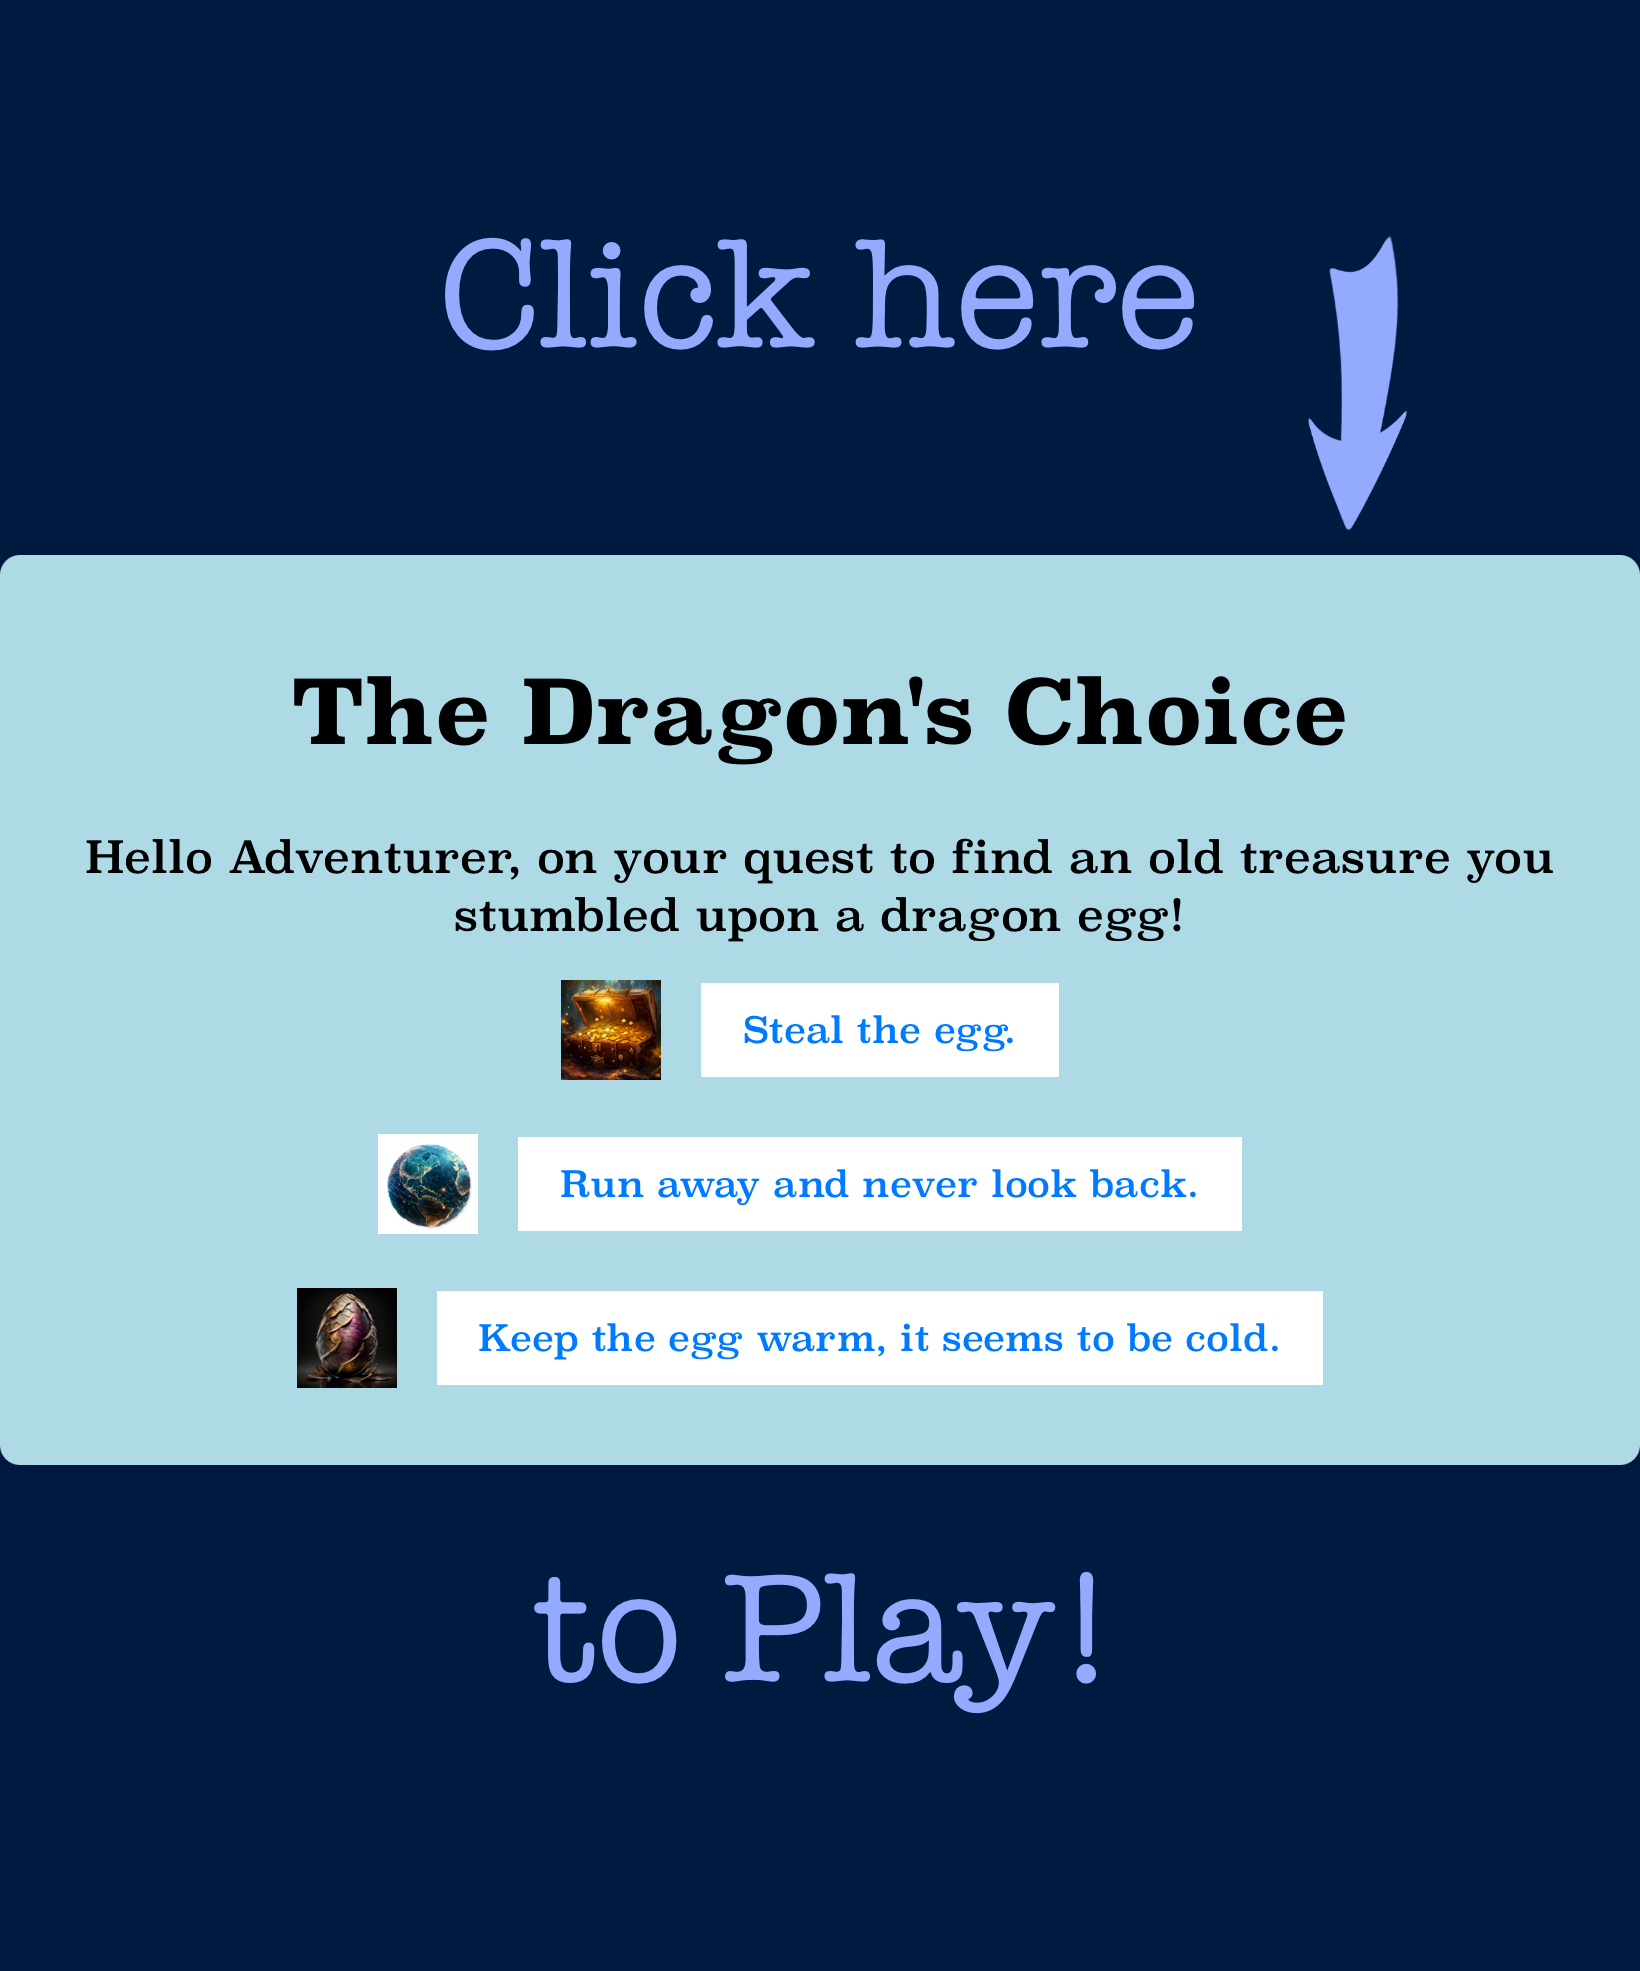 Click here
The Dragon's Choice
Hello Adventurer, on your quest to find an old treasure you
stumbled upon a dragon egg!
Steal the egg.
Run away and never look back.
Keep the egg warm, it seems to be cold.
to Play!